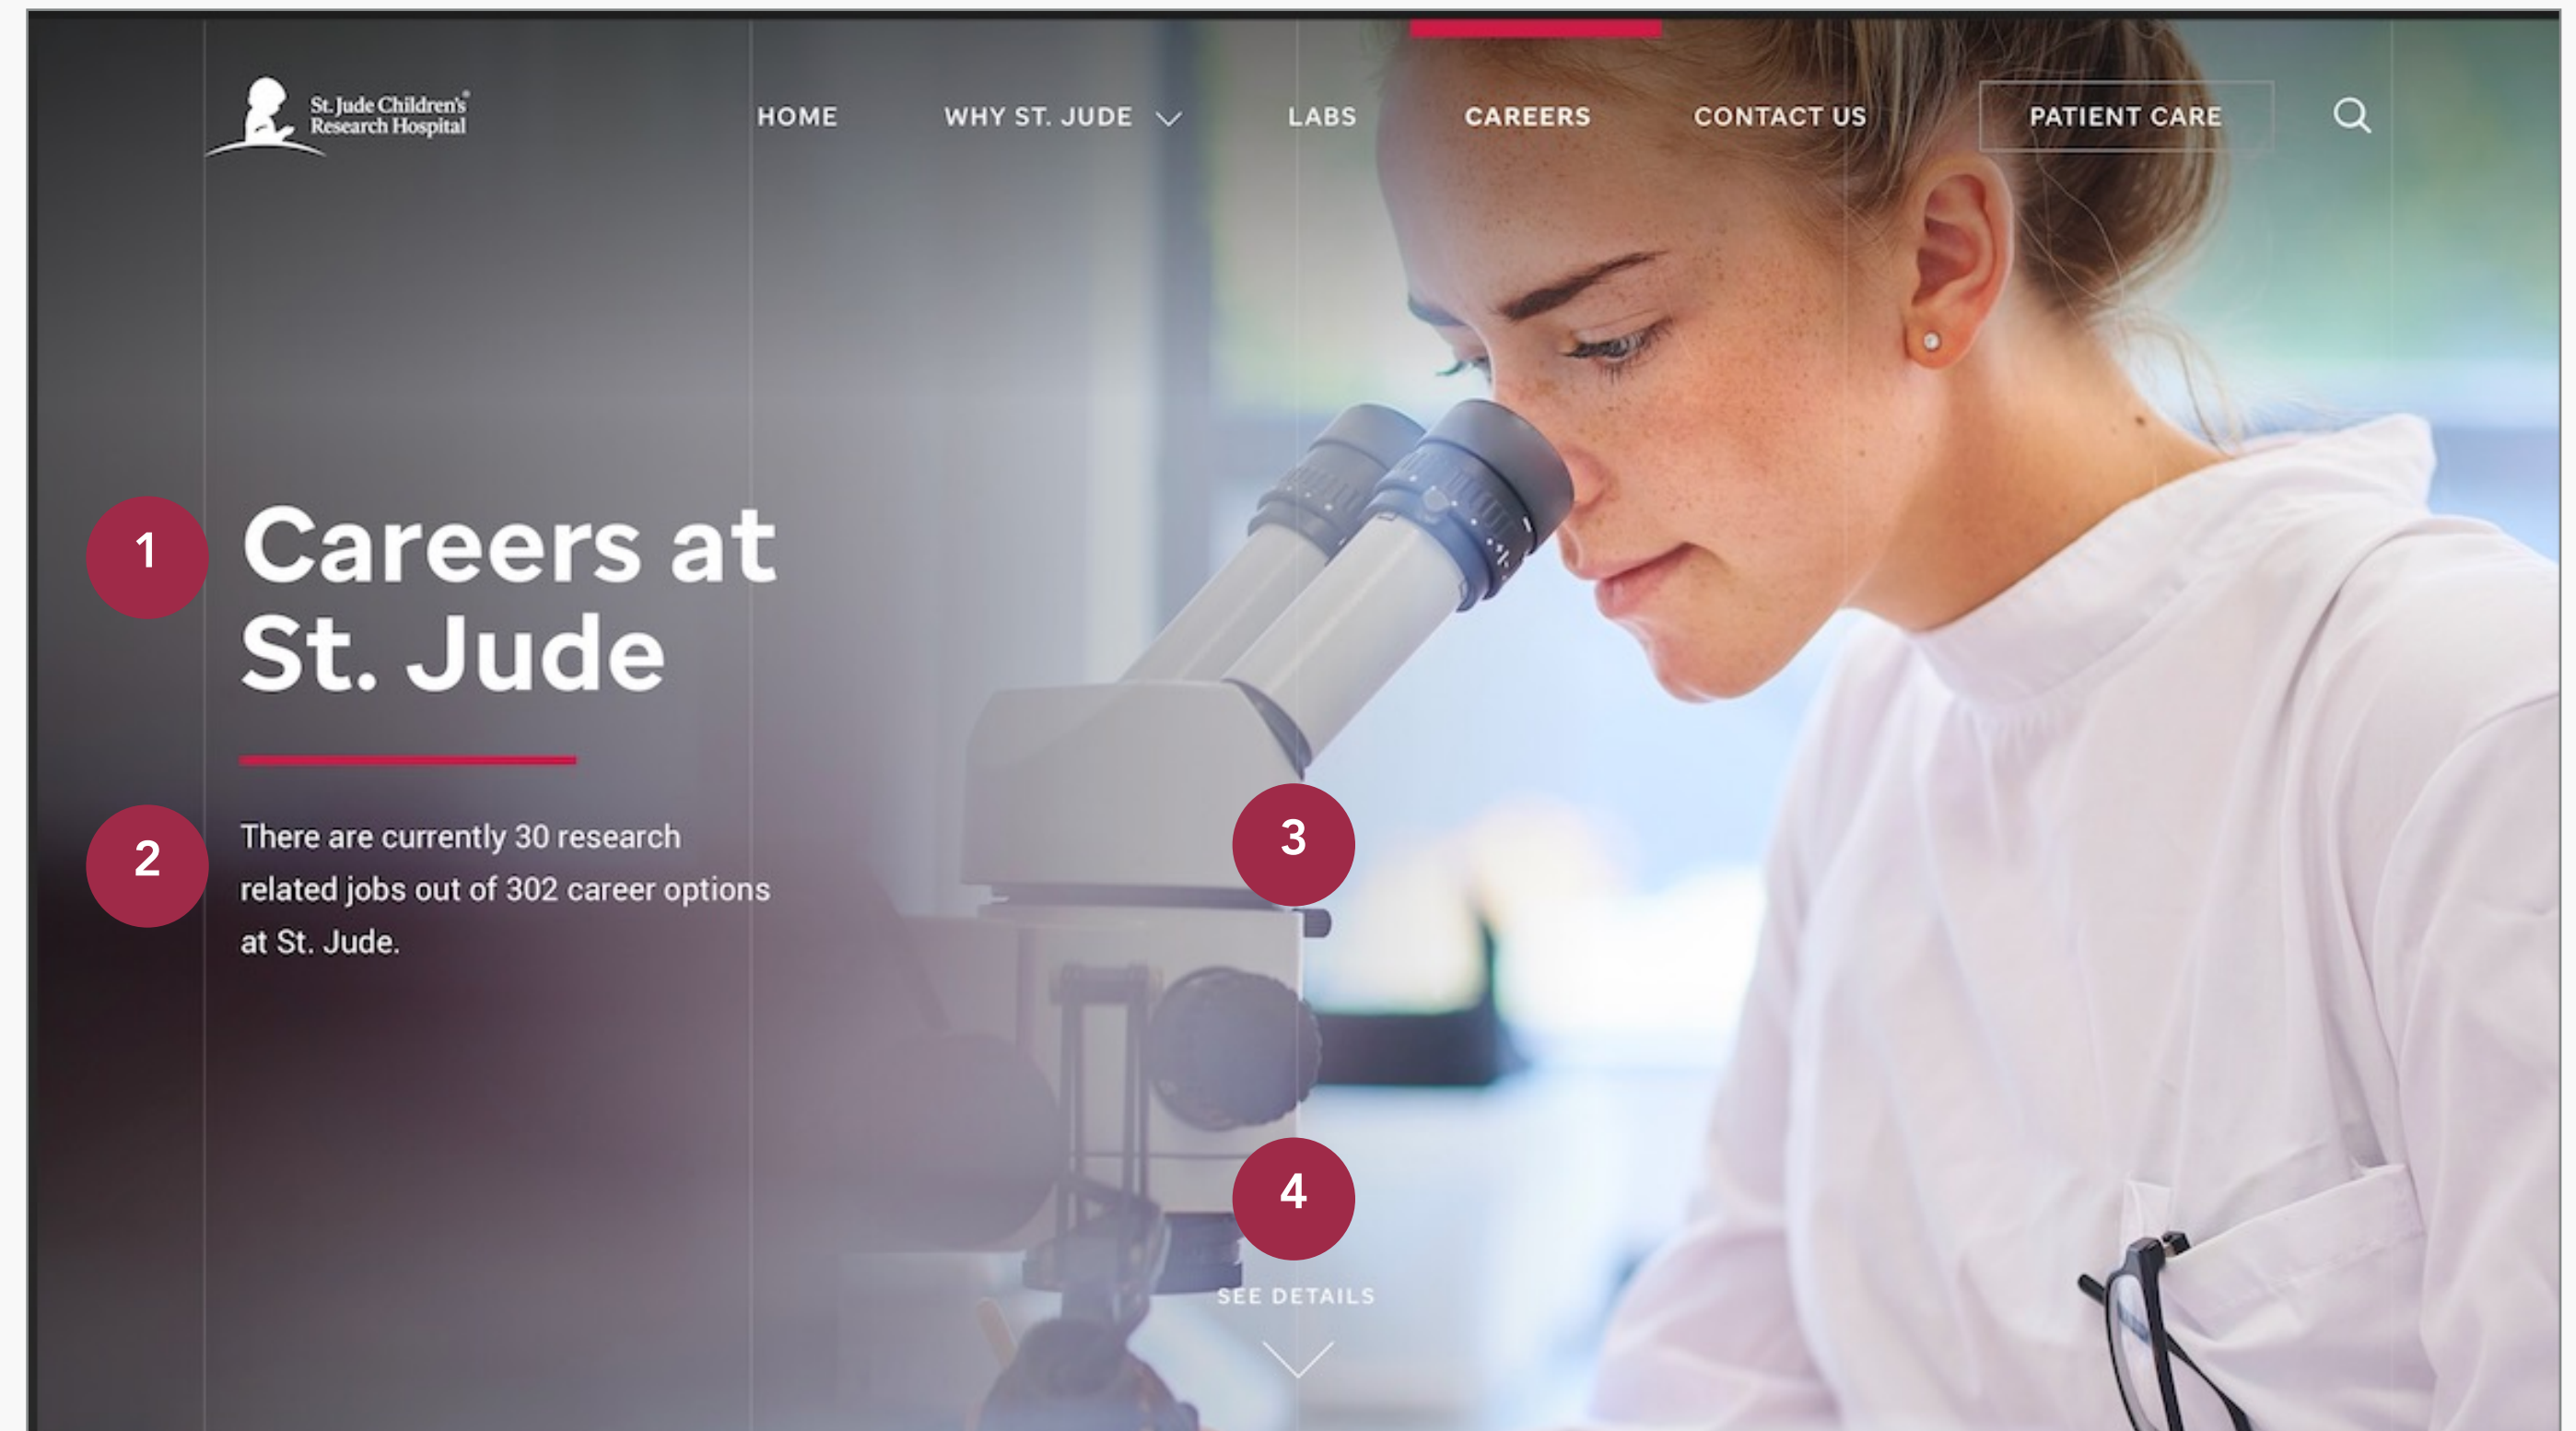 St. Jude Children's®
Research Hospital
HOME
WHY ST. JUDE
LABS
CAREERS
CONTACT US
PATIENT CARE
1
Careers at
St. Jude
2
There are currently 30 research
related jobs out of 302 career options
at St. Jude.
3
4
SEE DETAILS